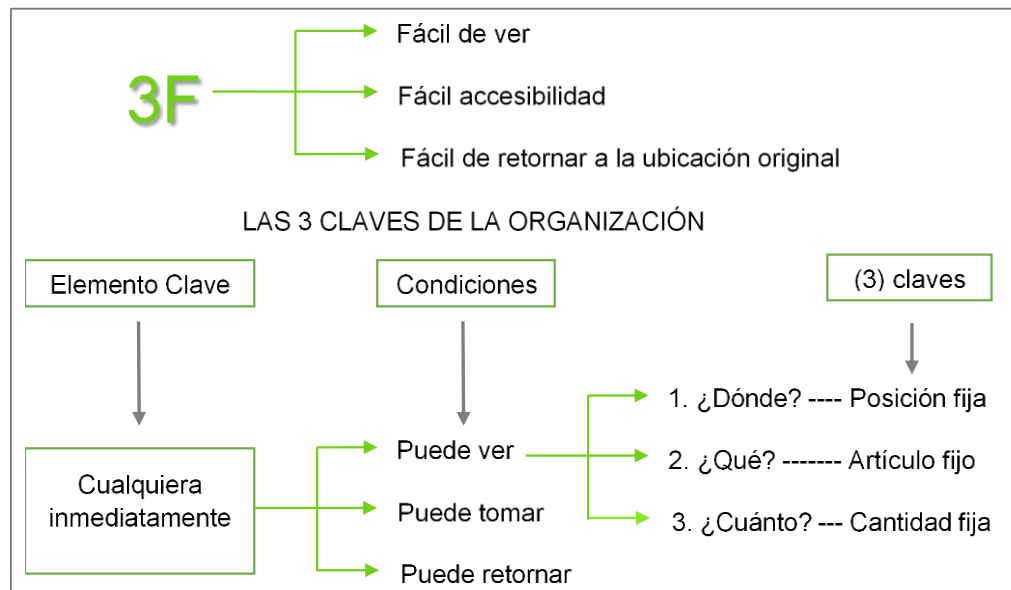 3F
Fácil de ver
Fácil accesibilidad
Fácil de retornar a la ubicación original
LAS 3 CLAVES DE LA ORGANIZACIÓN
Elemento Clave
Condiciones
(3) claves
Cualquiera
inmediatamente
Puede ver
Puede tomar
Puede retornar
1. ¿Dónde? ---- Posición fija
2. ¿Qué? ------- Artículo fijo
3. ¿Cuánto? --- Cantidad fija